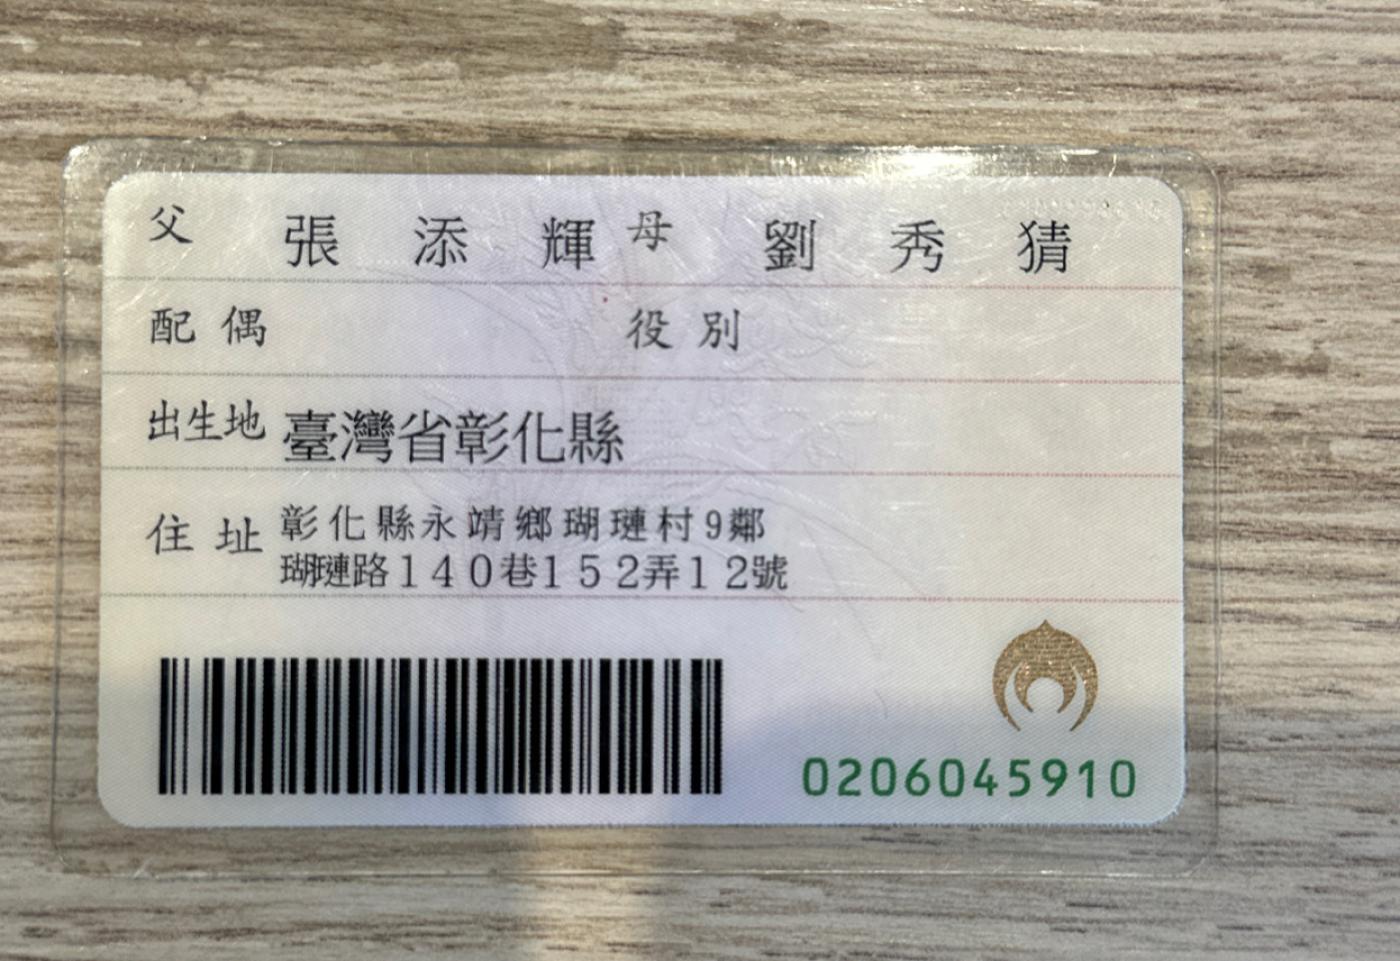 父 張添輝 母 劉秀猜
配偶 役別
出生地 臺灣省彰化縣
住址 彰化縣永靖鄉瑚璉村9鄰
瑚璉路140巷152弄12號
0206045910